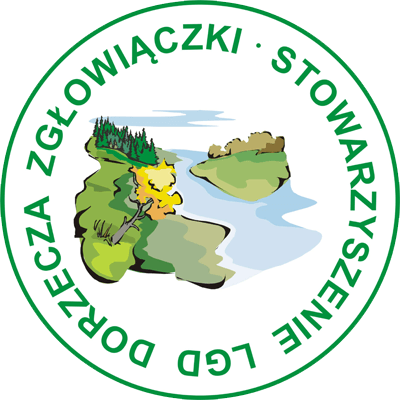 STOWARZYSZENIE LGD DORZECZA ZGŁOWIĄCZKI ·